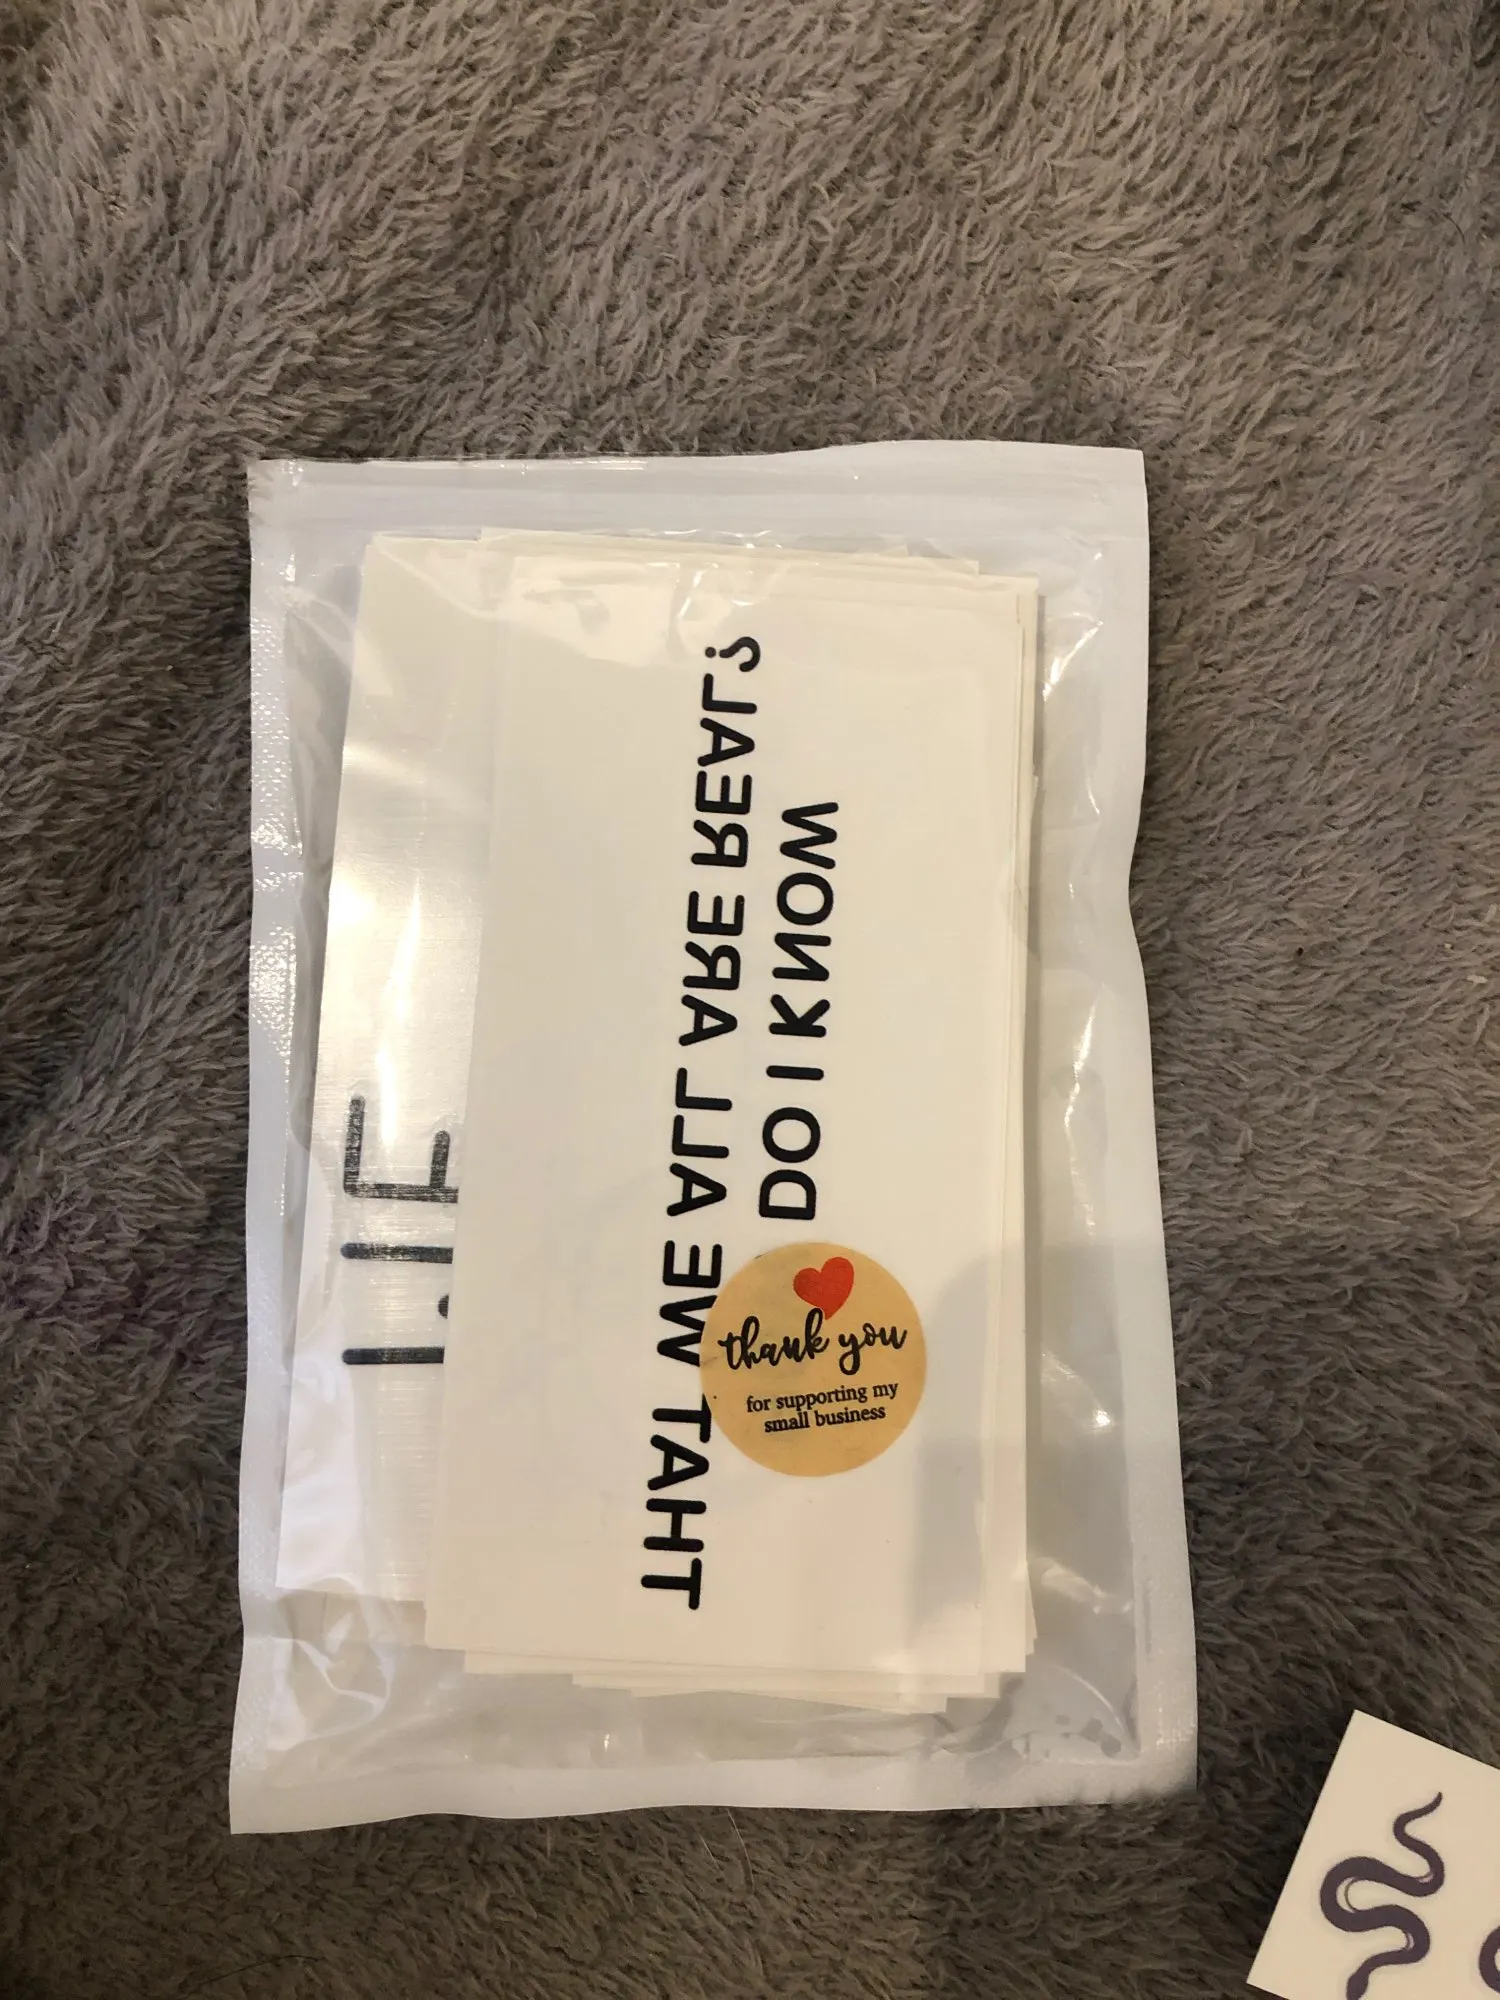 DO I KNOW
THAT WE ALL ARE REAL?
thank you
for supporting my
small business